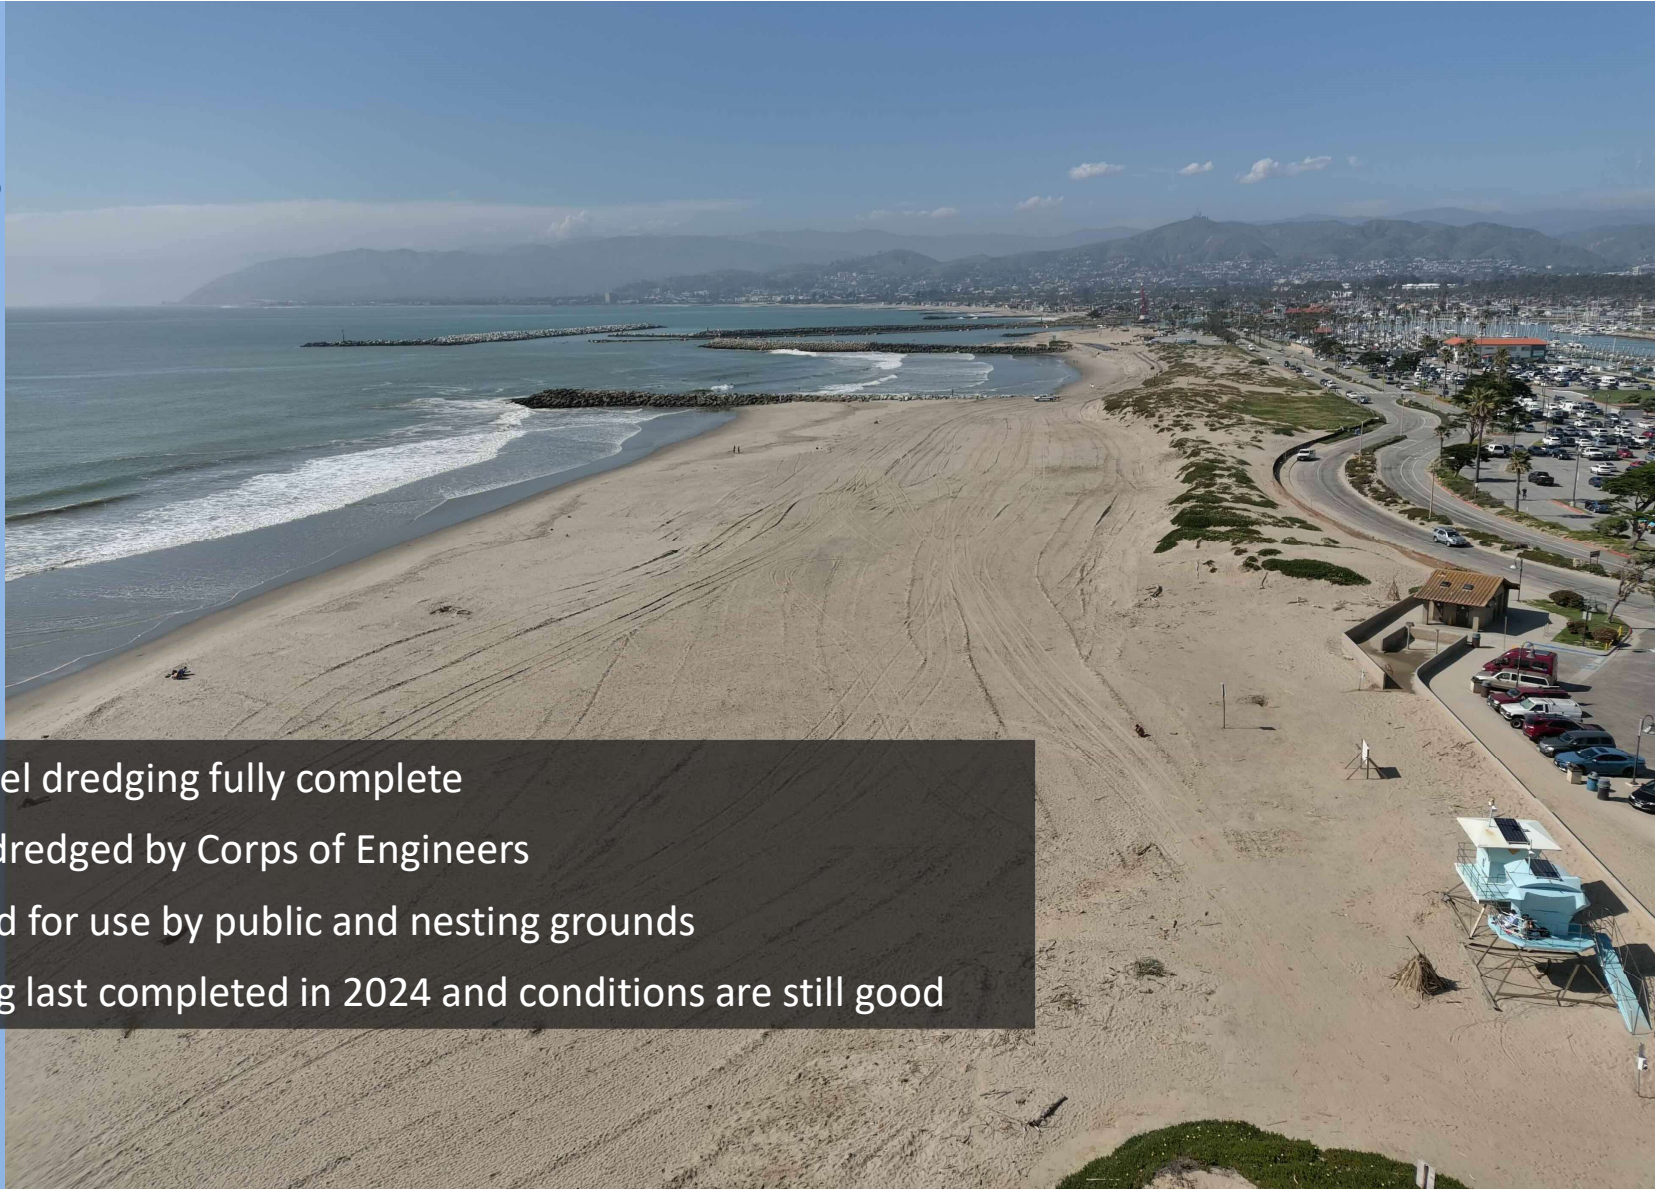 dredging fully complete
dredged by Corps of Engineers
for use by public and nesting grounds
last completed in 2024 and conditions are still good